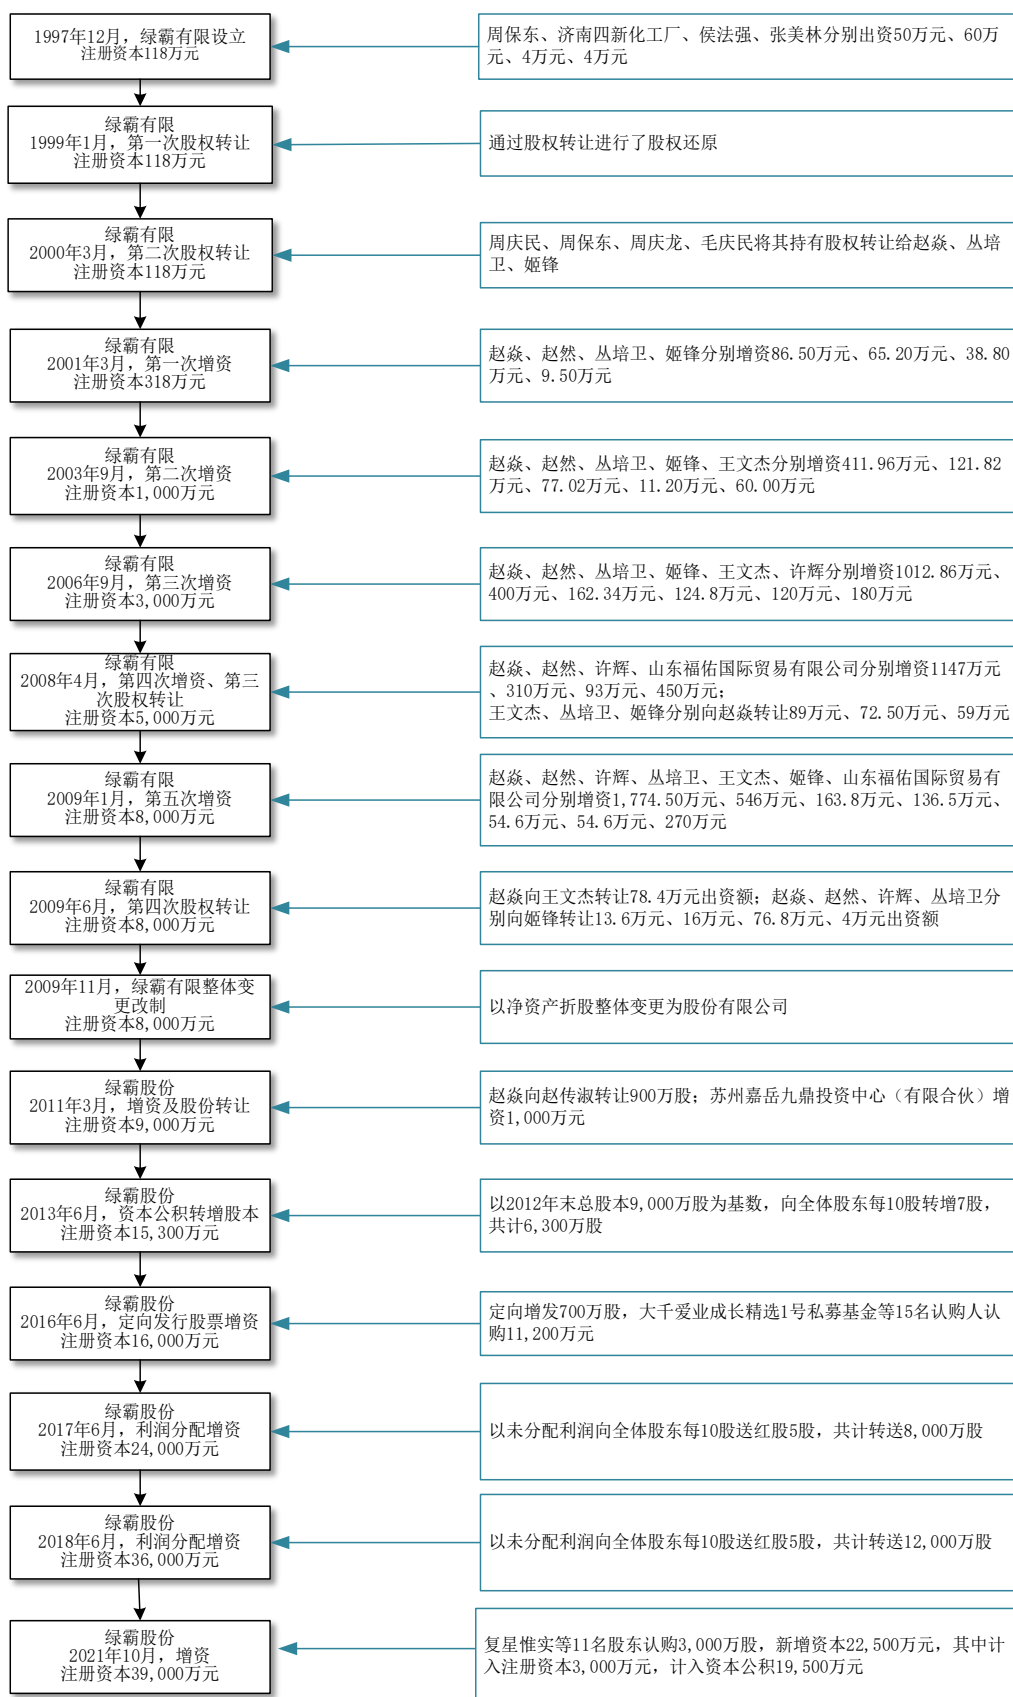 1997年12月，绿霸有限设立
注册资本118万元
周保东、济南四新化工厂、侯法强、张美林分别出资50万元、60万
元、4万元、4万元
绿霸有限
1999年1月，第一次股权转让
注册资本118万元
通过股权转让进行了股权还原
绿霸有限
2000年3月，第二次股权转让
注册资本118万元
周庆民、周保东、周庆龙、毛庆民将其持有股权转让给赵焱、丛培
卫、姬锋
绿霸有限
2001年3月，第一次增资
注册资本318万元
赵焱、赵然、丛培卫、姬锋分别增资86.50万元、65.20万元、38.80
万元、9.50万元
绿霸有限
2003年9月，第二次增资
注册资本1,000万元
赵焱、赵然、丛培卫、姬锋、王文杰分别增资411.96万元、121.82
万元、77.02万元、11.20万元、60.00万元
绿霸有限
2006年9月，第三次增资
注册资本3,000万元
赵焱、赵然、丛培卫、姬锋、王文杰、许辉分别增资1012.86万元、
400万元、162.34万元、124.8万元、120万元、180万元
绿霸有限
2008年4月，第四次增资、第三
次股权转让
注册资本5,000万元
赵焱、赵然、许辉、山东福佑国际贸易有限公司分别增资1147万元
、310万元、93万元、450万元；
王文杰、丛培卫、姬锋分别向赵焱转让89万元、72.50万元、59万元
绿霸有限
2009年1月，第五次增资
注册资本8,000万元
赵焱、赵然、许辉、丛培卫、王文杰、姬锋、山东福佑国际贸易有
限公司分别增资1,774.50万元、546万元、163.8万元、136.5万元、
54.6万元、54.6万元、270万元
绿霸有限
2009年6月，第四次股权转让
注册资本8,000万元
赵焱向王文杰转让78.4万元出资额；赵焱、赵然、许辉、丛培卫分
别向姬锋转让13.6万元、16万元、76.8万元、4万元出资额
2009年11月，绿霸有限整体变
更改制
注册资本8,000万元
以净资产折股整体变更为股份有限公司
绿霸股份
2011年3月，增资及股份转让
注册资本9,000万元
赵焱向赵传淑转让900万股；苏州嘉岳九鼎投资中心（有限合伙）增
资1,000万元
绿霸股份
2013年6月，资本公积转增股本
注册资本15,300万元
以2012年末总股本9,000万股为基数，向全体股东每10股转增7股，
共计6,300万股
绿霸股份
2016年6月，定向发行股票增资
注册资本16,000万元
定向增发700万股，大千爱业成长精选1号私募基金等15名认购人认
购11,200万元
绿霸股份
2017年6月，利润分配增资
注册资本24,000万元
以未分配利润向全体股东每10股送红股5股，共计转送8,000万股
绿霸股份
2018年6月，利润分配增资
注册资本36,000万元
以未分配利润向全体股东每10股送红股5股，共计转送12,000万股
绿霸股份
2021年10月，增资
注册资本39,000万元
复星惟实等11名股东认购3,000万股，新增资本22,500万元，其中计
入注册资本3,000万元，计入资本公积19,500万元